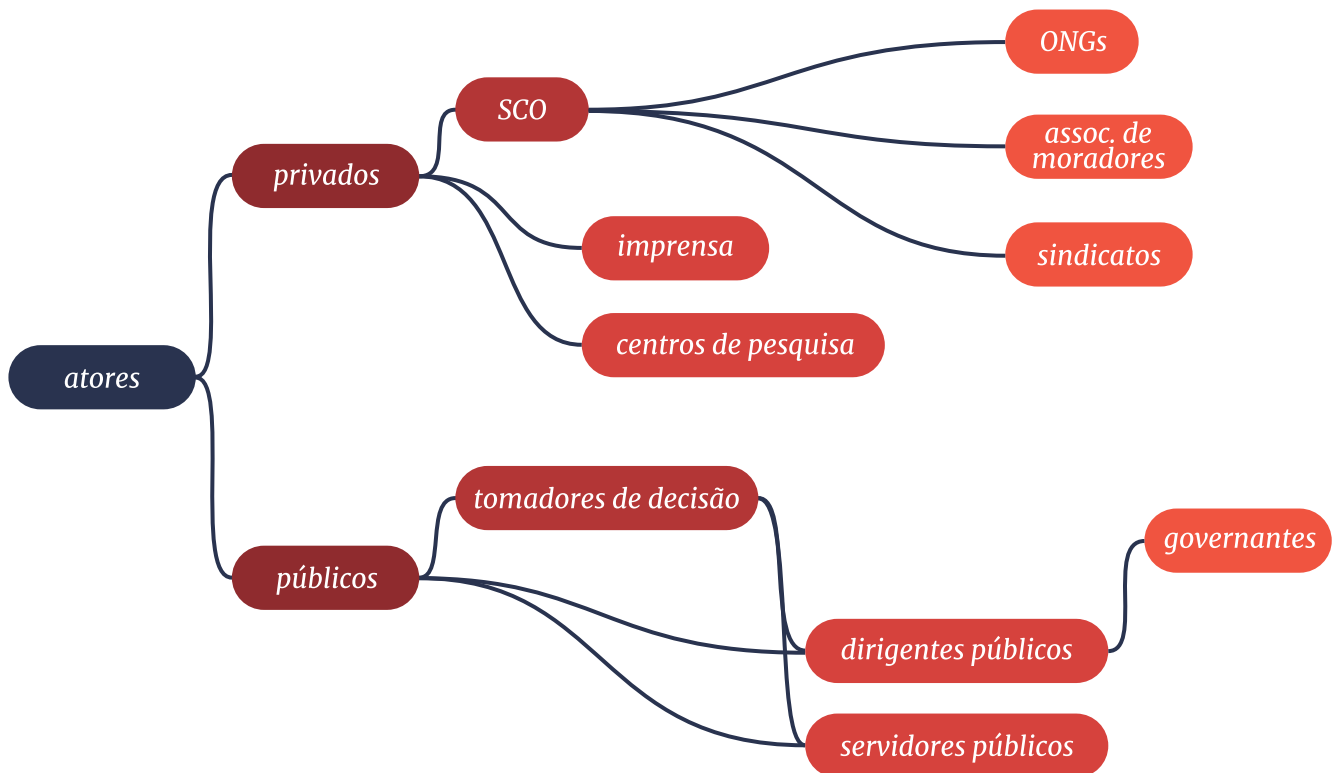 ONGs
SCO
assoc. de
moradores
privados
imprensa
sindicatos
centros de pesquisa
atores
tomadores de decisão
governantes
públicos
dirigentes públicos
servidores públicos